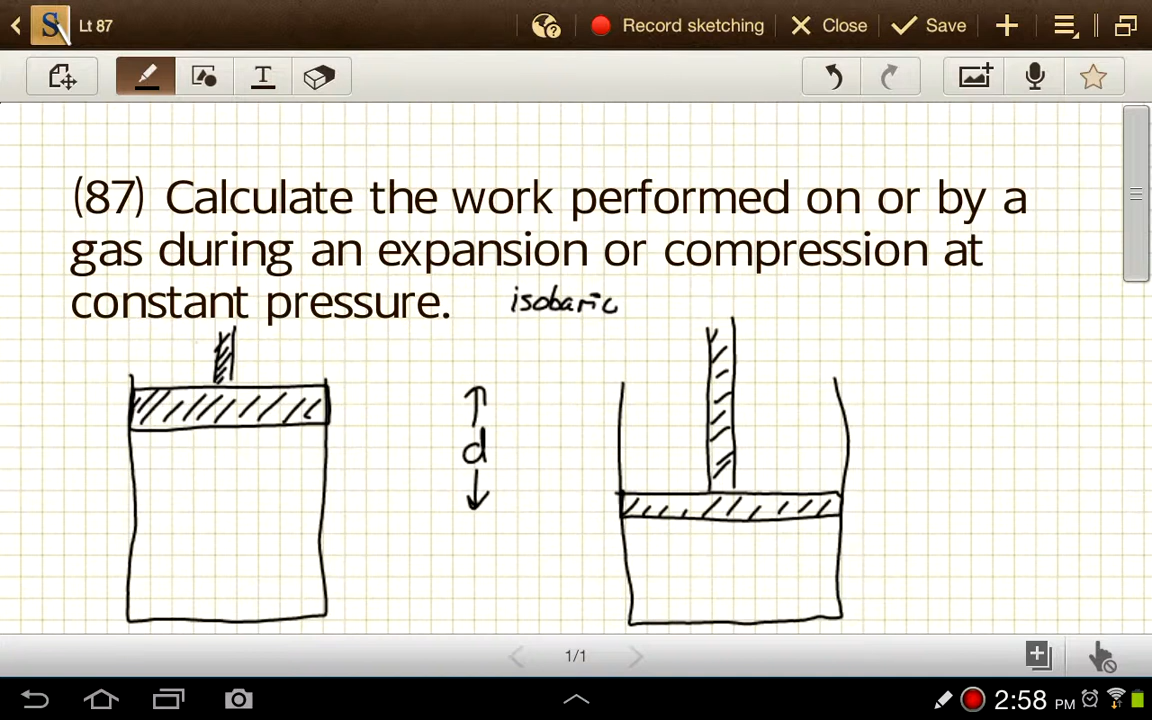 S Lt 87 Record sketching Close Save
T
(87) Calculate the work performed on or by a
gas during an expansion or compression at
constant pressure. isobaric
d
1/1
2:58 PM